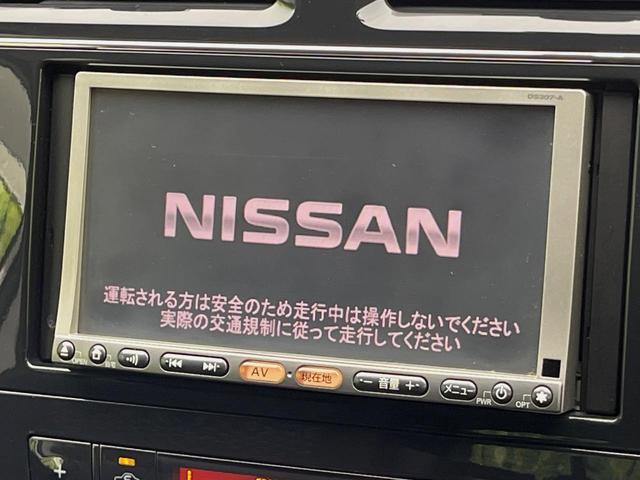 DS307-A
NISSAN
運転される方は安全のため走行中は操作しないでください
実際の交通規制に従って走行してください
AV
現在地
- 音量 +
メニュー
OPEN
PWR
OPT